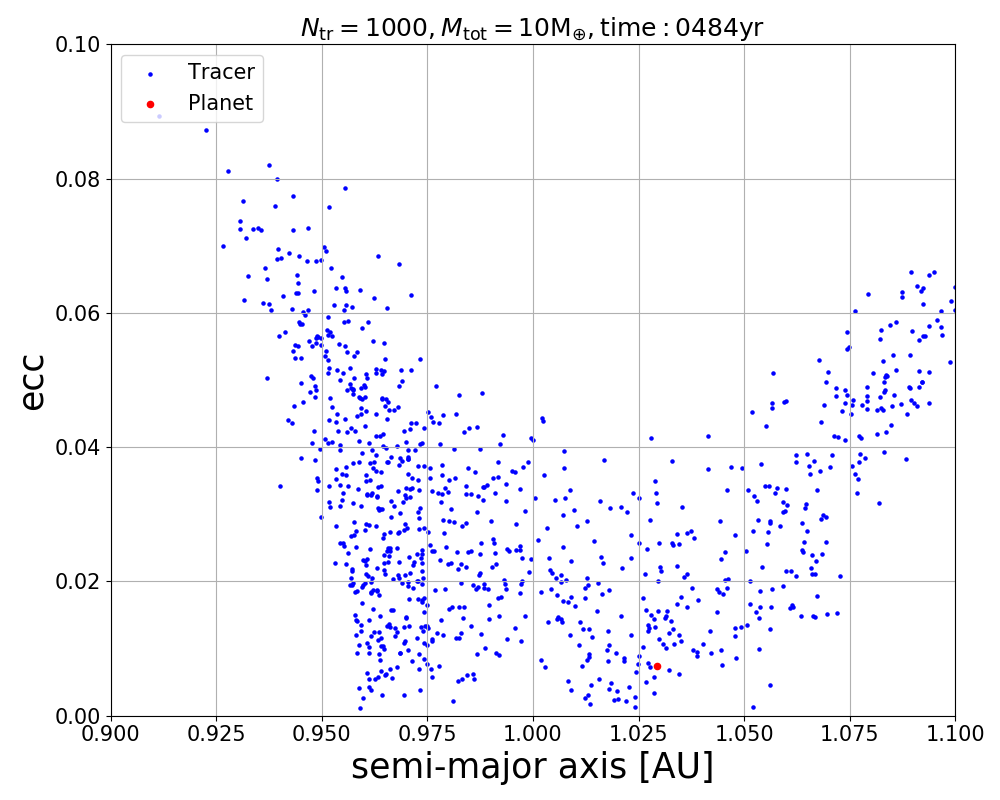 N_tr = 1000, M_tot = 10M_⊕, time : 0484yr
0.10
0.08
0.06
0.04
0.02
0.00
ecc
Tracer
Planet
0.900 0.925 0.950 0.975 1.000 1.025 1.050 1.075 1.100
semi-major axis [AU]